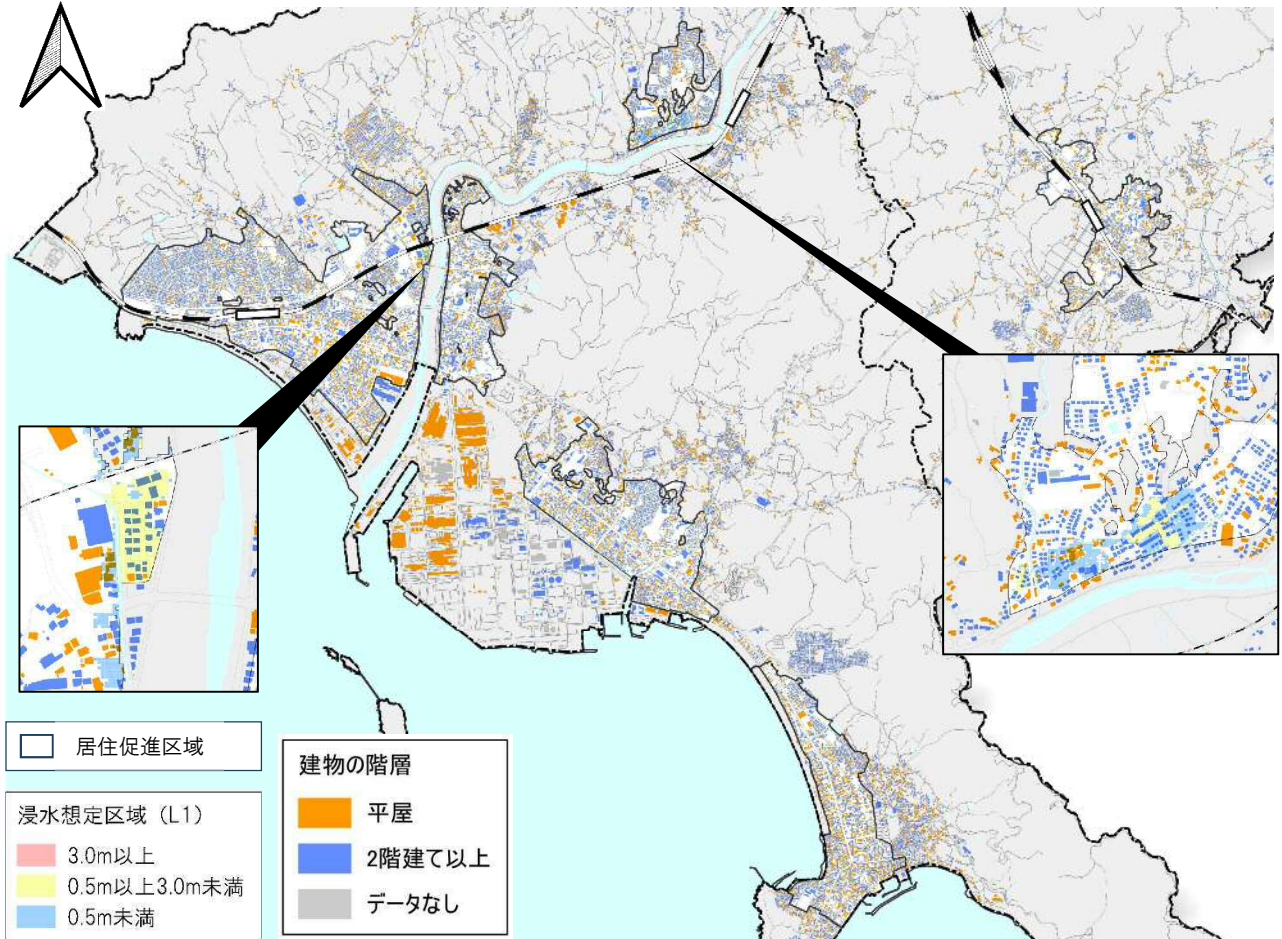 居住促進区域
浸水想定区域（L1）
3.0m以上
0.5m以上3.0m未満
0.5m未満
建物の階層
平屋
2階建て以上
データなし